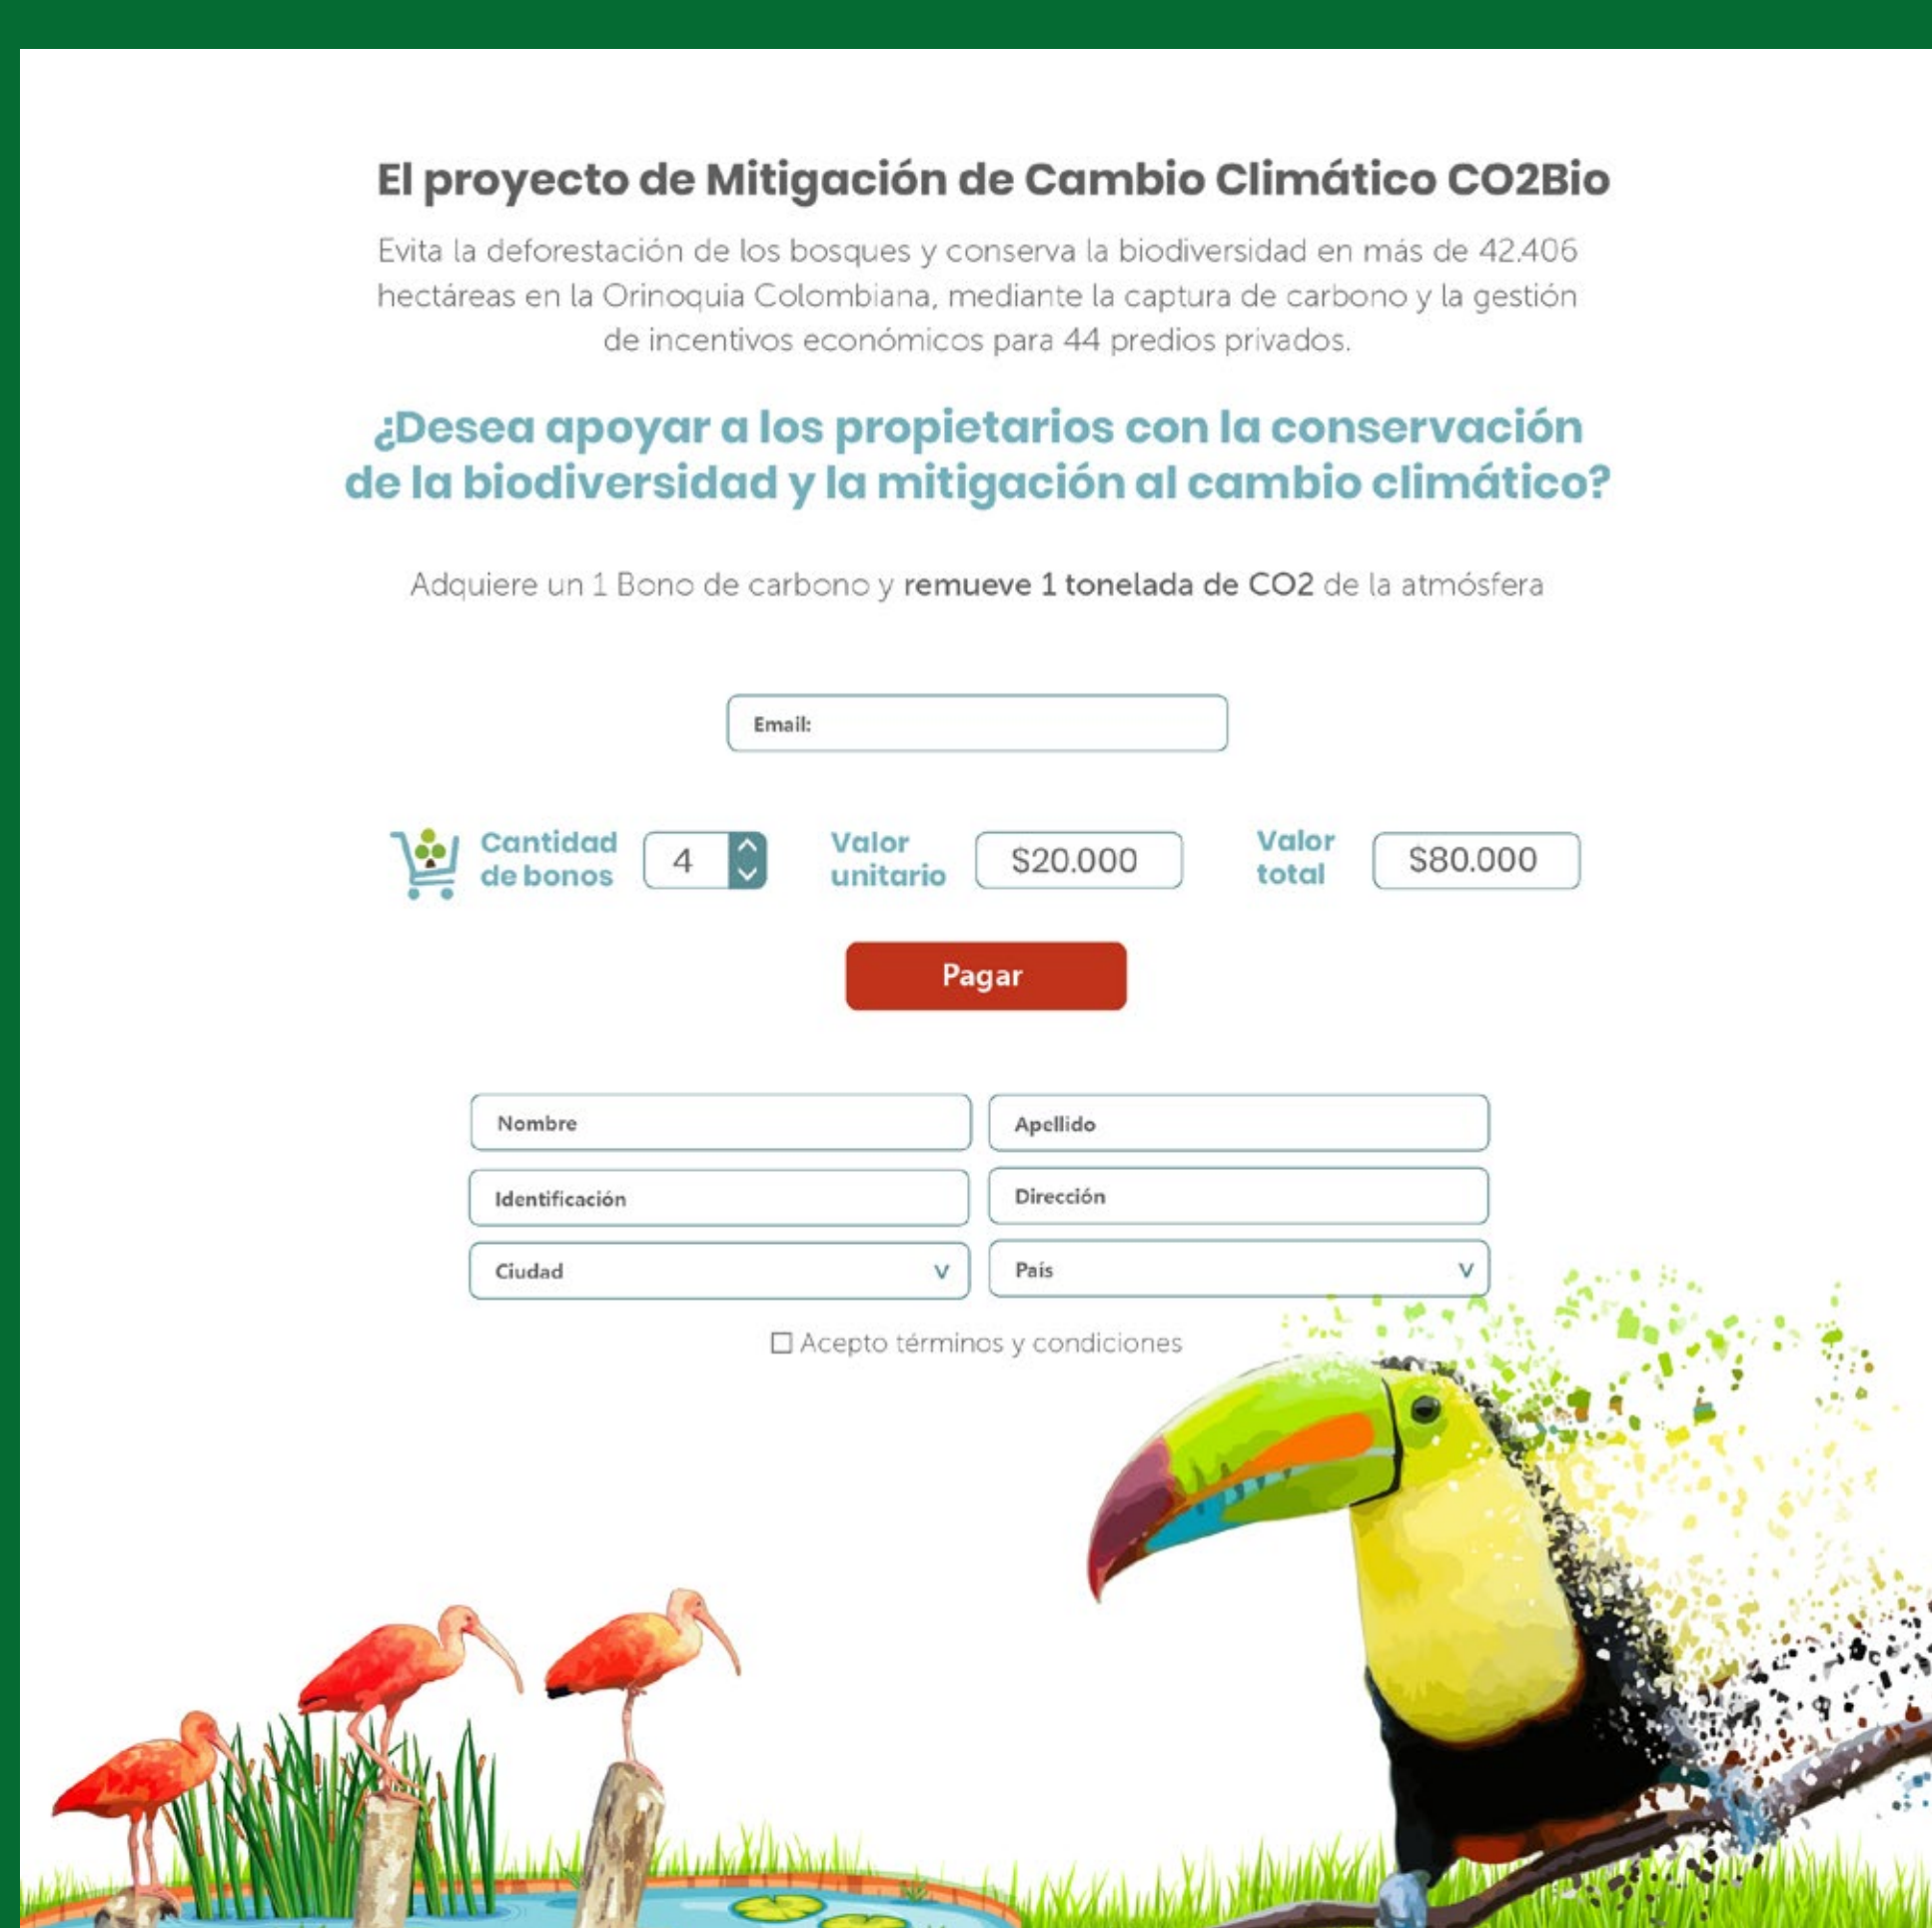 El proyecto de Mitigación de Cambio Climático CO2Bio
Evita la deforestación de los bosques y conserva la biodiversidad en más de 42.406
hectáreas en la Orinoquia Colombiana, mediante la captura de carbono y la gestión
de incentivos económicos para 44 predios privados.
¿Desea apoyar a los propietarios con la conservación
de la biodiversidad y la mitigación al cambio climático?
Adquiere un 1 Bono de carbono y remueve 1 tonelada de CO2 de la atmósfera
Email:
Cantidad
de bonos
4
Valor
unitario
$20.000
Valor
total
$80.000
Pagar
Nombre
Apellido
Identificación
Dirección
Ciudad
País
Acepto términos y condiciones